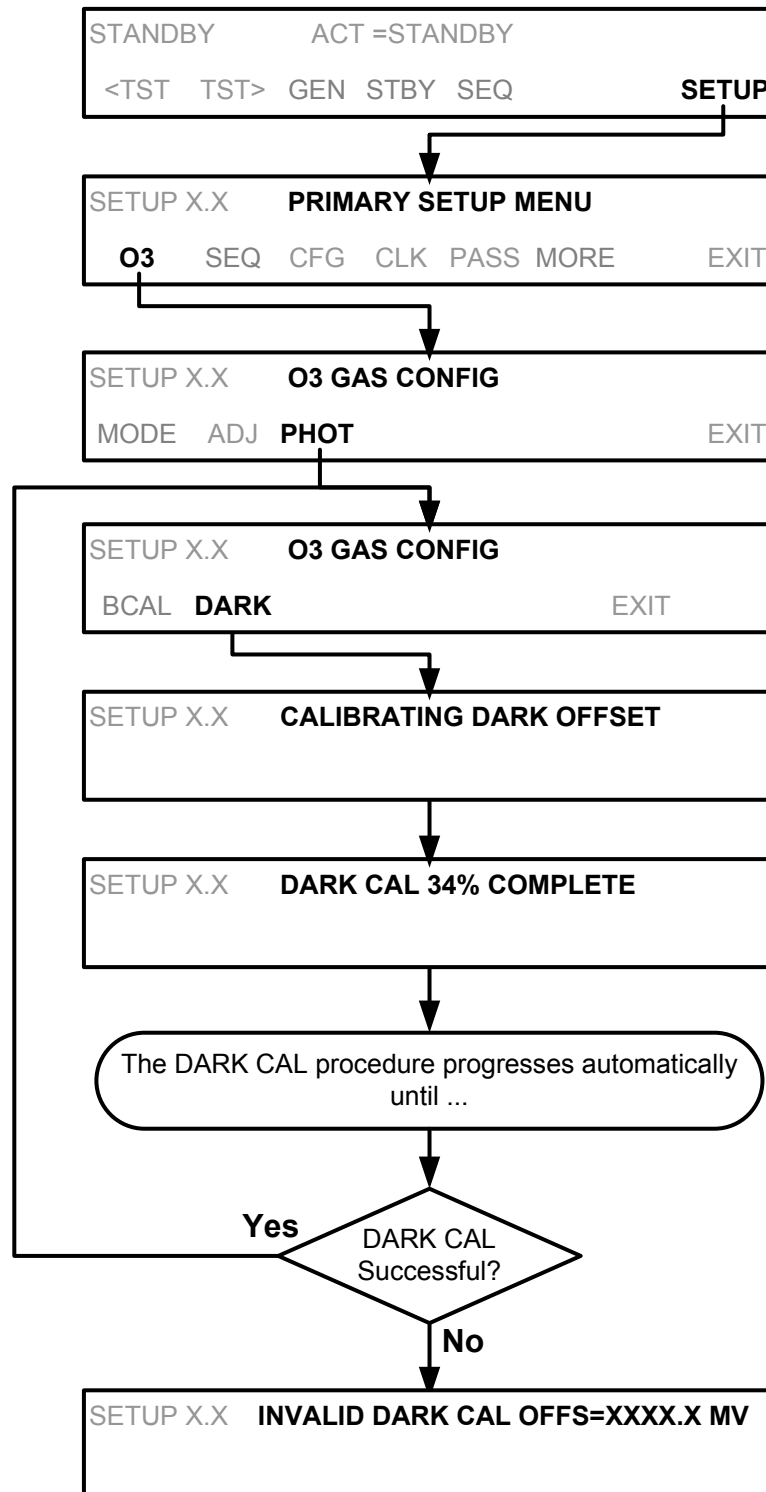 STANDBY ACT =STANDBY
<TST TST> GEN STBY SEQ SETUP
SETUP X.X PRIMARY SETUP MENU
O3 SEQ CFG CLK PASS MORE EXIT
SETUP X.X O3 GAS CONFIG
MODE ADJ PHOT EXIT
SETUP X.X O3 GAS CONFIG
BCAL DARK EXIT
SETUP X.X CALIBRATING DARK OFFSET
SETUP X.X DARK CAL 34% COMPLETE
The DARK CAL procedure progresses automatically
until ...
Yes
DARK CAL
Successful?
No
SETUP X.X INVALID DARK CAL OFFS=XXXX.X MV